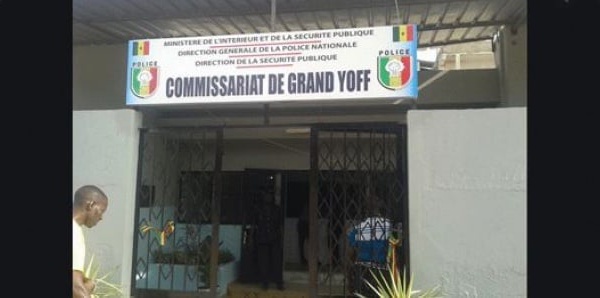 MINISTERE DE L'INTERIEUR ET DE LA SECURITE PUBLIQUE
DIRECTION GENERALE DE LA POLICE NATIONALE
DIRECTION DE LA SECURITE PUBLIQUE
POLICE
POLICE
COMMISSARIAT DE GRAND YOFF